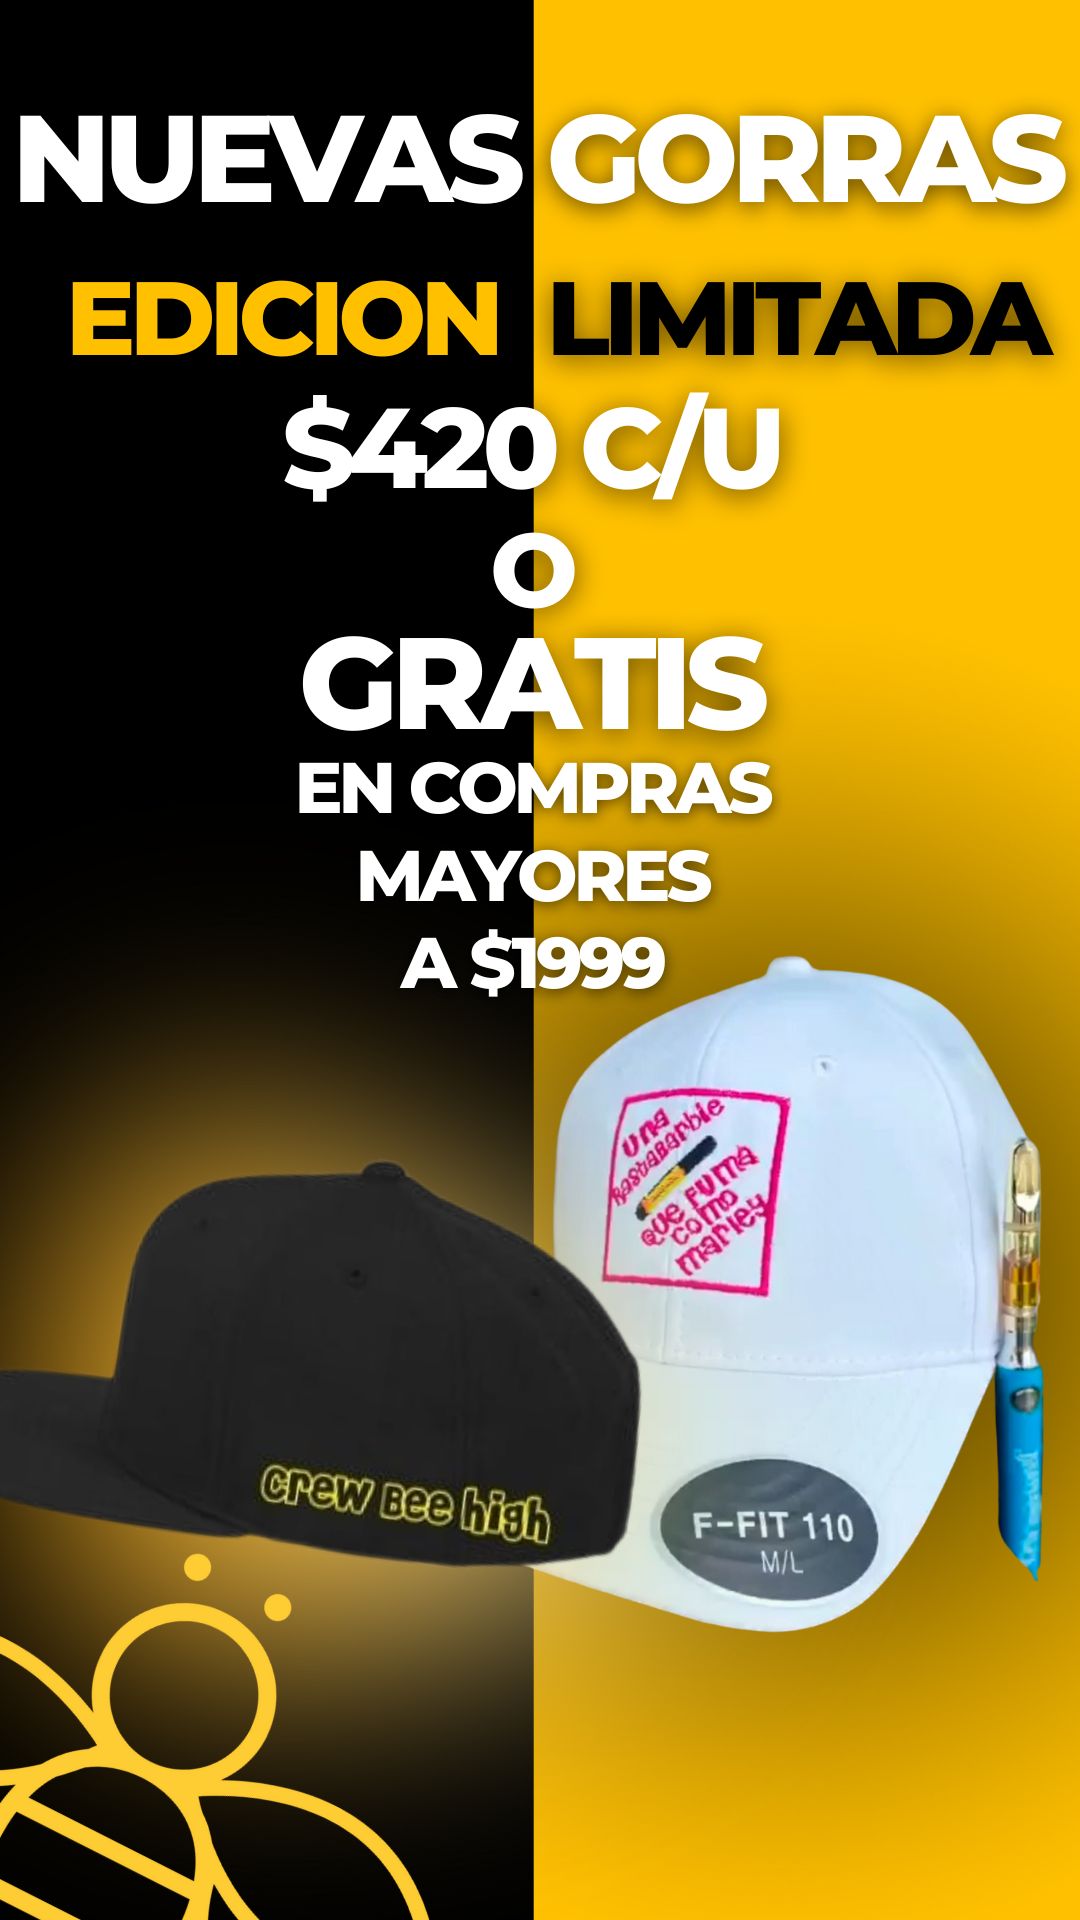 NUEVAS GORRAS
EDICION LIMITADA
$420 C/U
O
GRATIS
EN COMPRAS
MAYORES
A $1999
una
RastaBarbie
que fuma
como
marley
crew Bee high
F-FIT 110
M/L